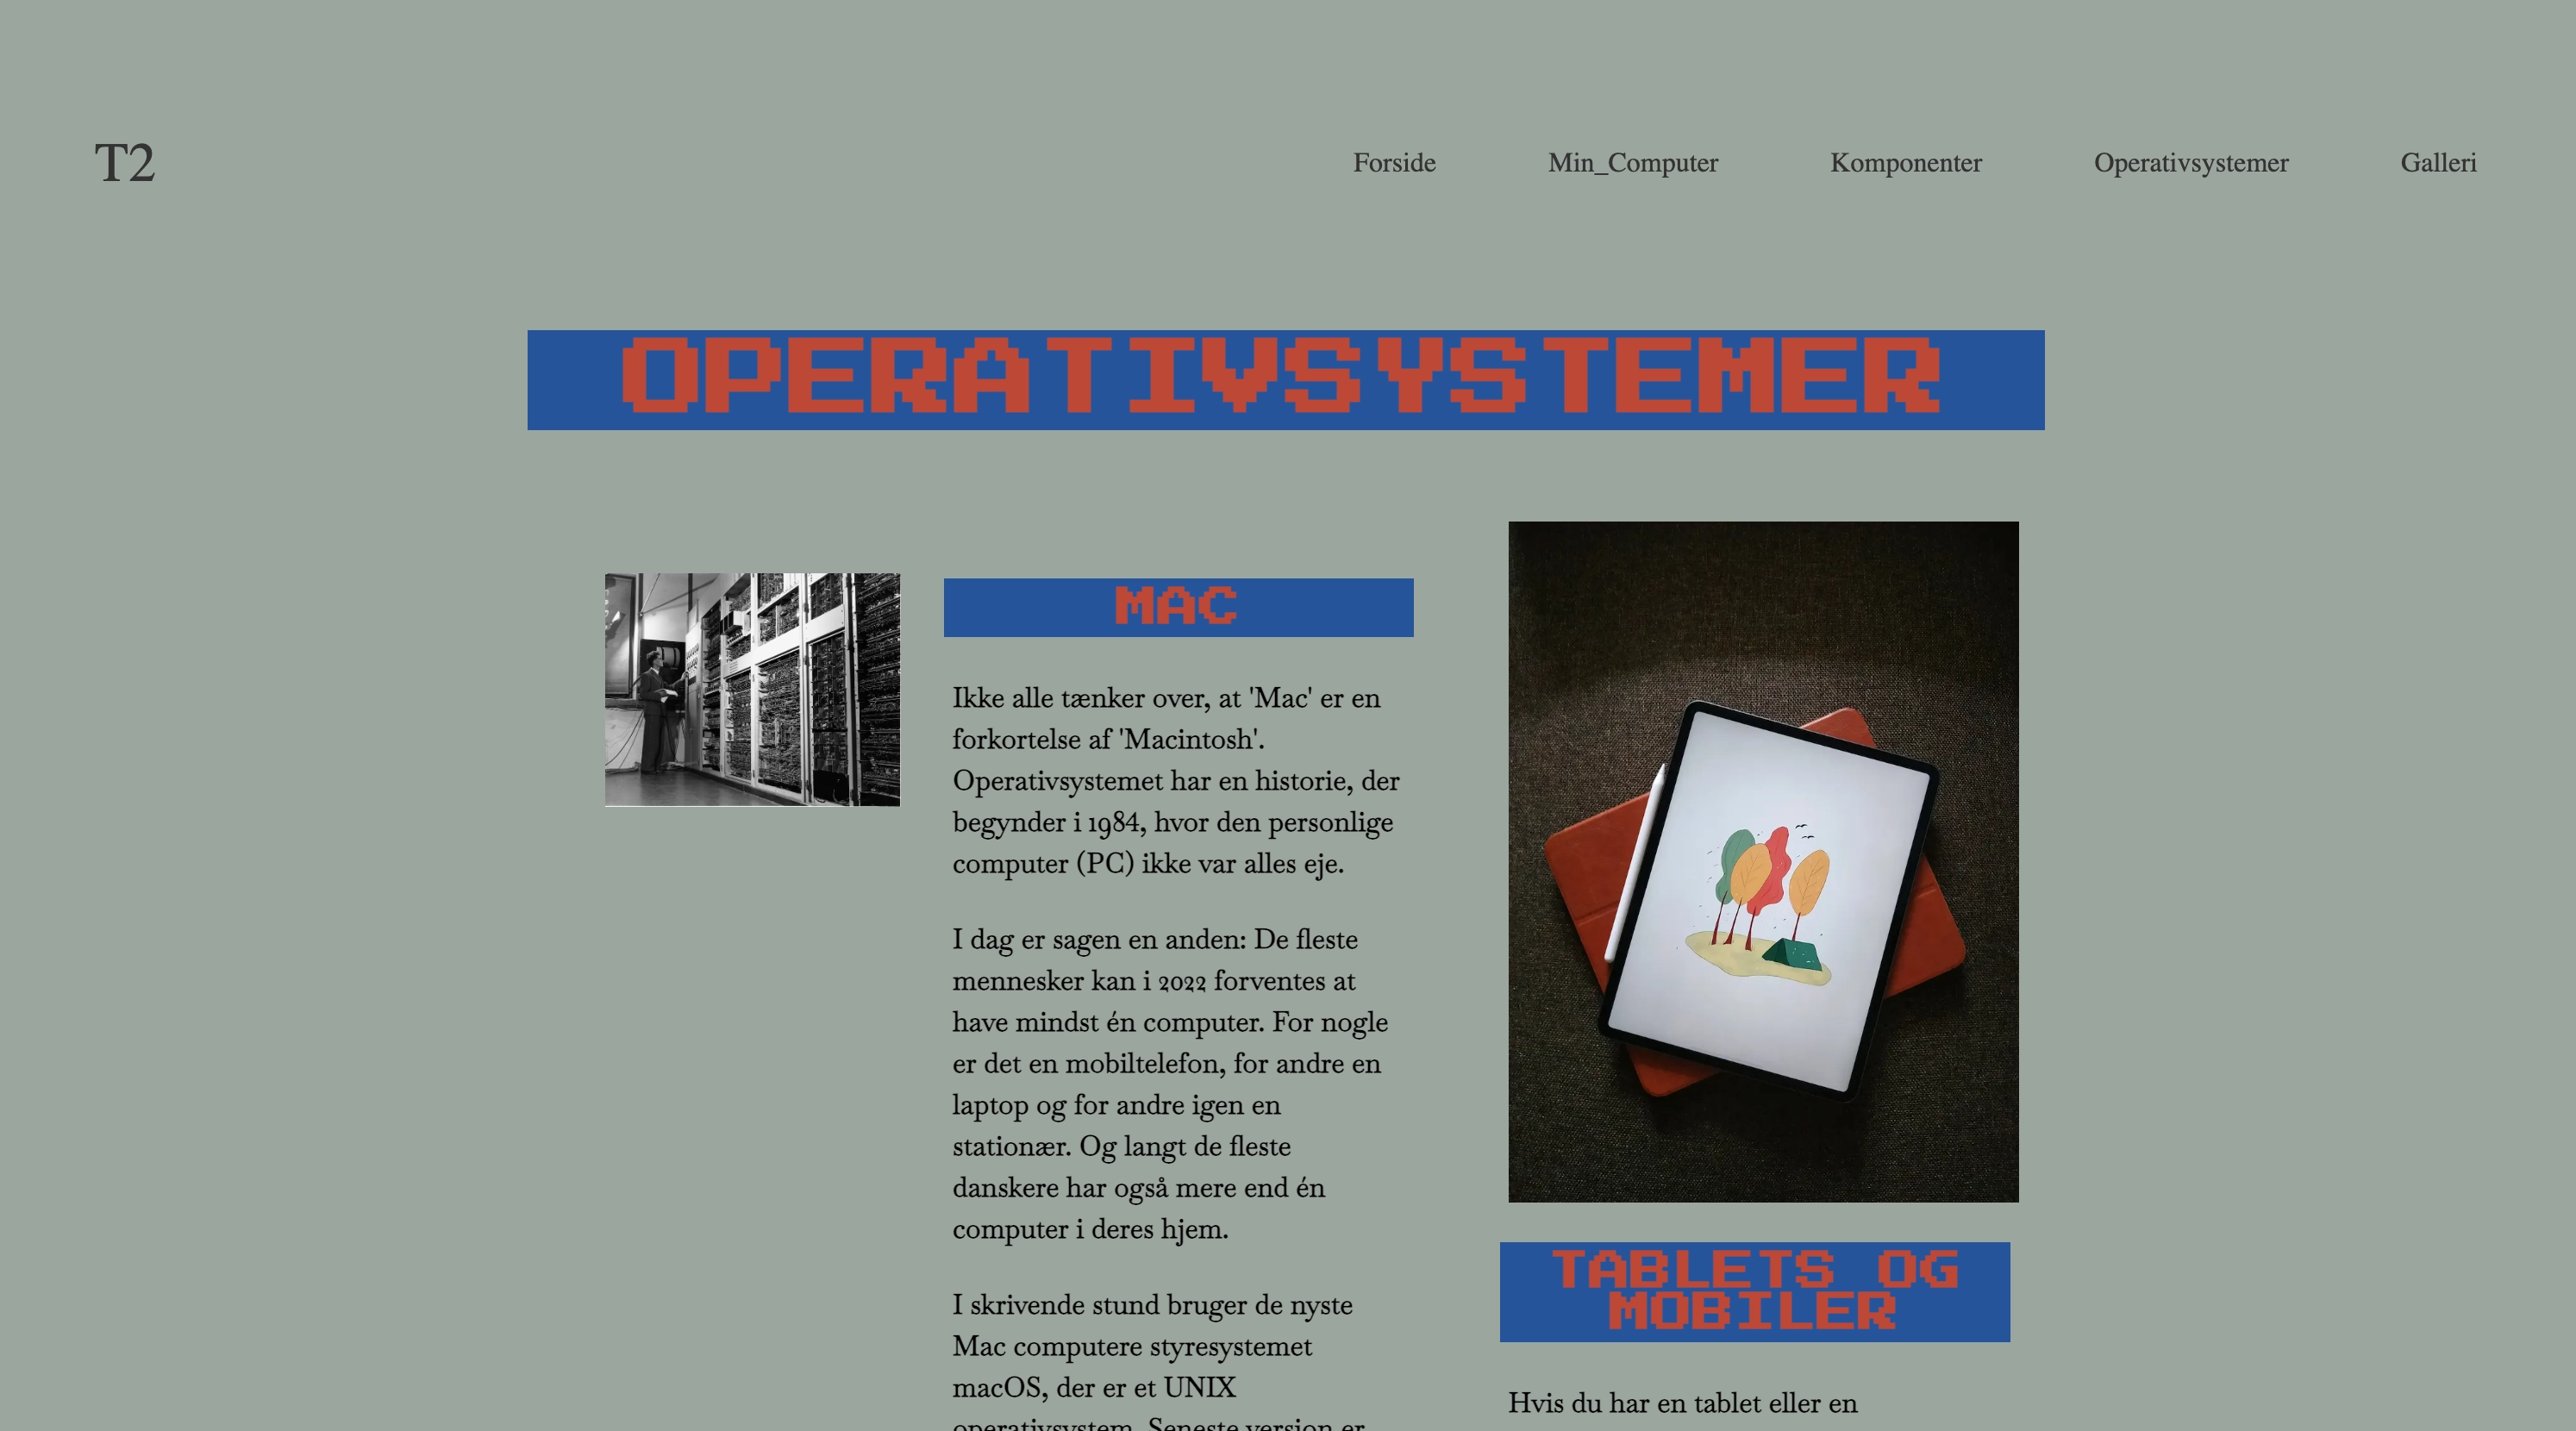 T2
Forside
Min_Computer
Komponenter
Operativsystemer
Galleri
OPERATIVSYSTEMER
MAC
Ikke alle tænker over, at 'Mac' er en
forkortelse af 'Macintosh'.
Operativsystemet har en historie, der
begynder i 1984, hvor den personlige
computer (PC) ikke var alles eje.
I dag er sagen en anden: De fleste
mennesker kan i 2022 forventes at
have mindst én computer. For nogle
er det en mobiltelefon, for andre en
laptop og for andre igen en
stationær. Og langt de fleste
danskere har også mere end én
computer i deres hjem.
I skrivende stund bruger de nyste
Mac computere styresystemet
macOS, der er et UNIX
operativsystem. Seneste version er
TABLETS OG
MOBILER
Hvis du har en tablet eller en